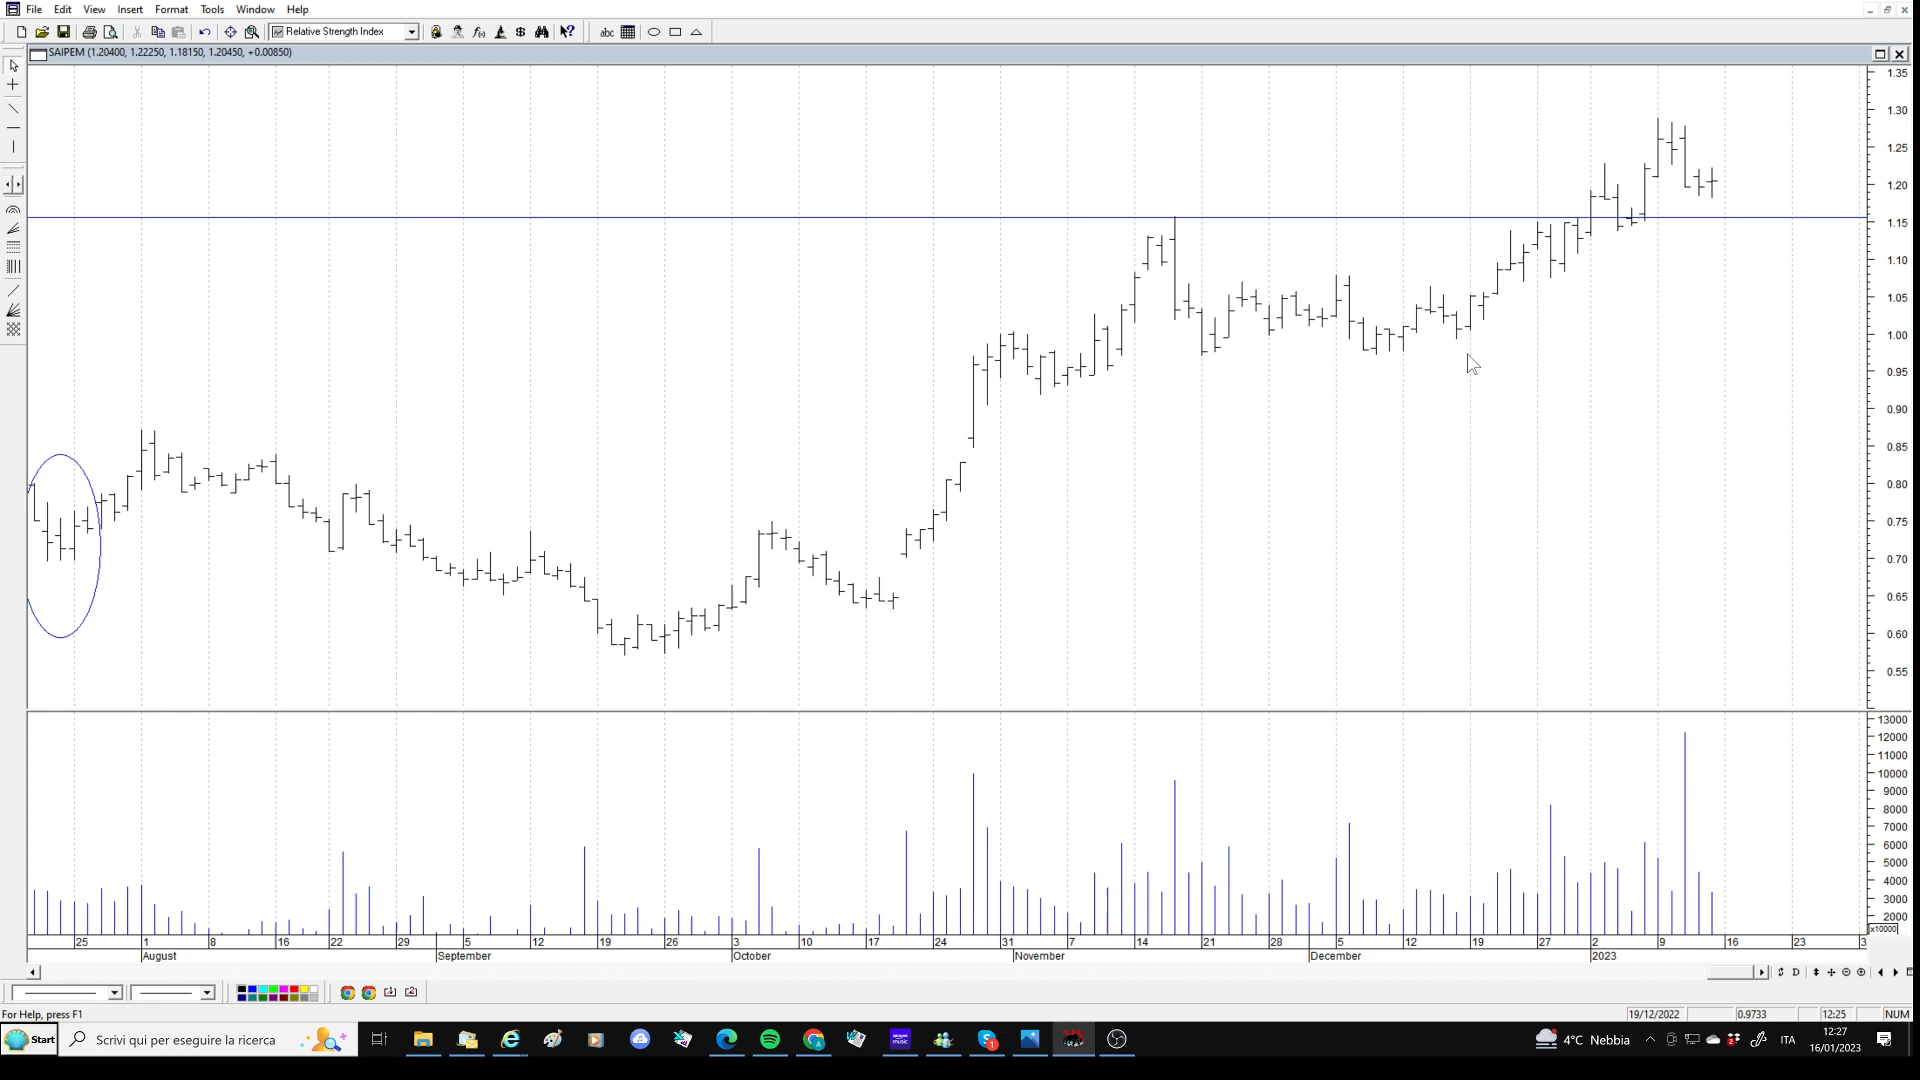 File Edit View Insert Format Tools Window Help
Relative Strength Index
abc
SAIPEM (1.20400, 1.22250, 1.18150, 1.20450, +0.00850)
1.35
1.30
1.25
1.20
1.15
1.10
1.05
1.00
0.95
0.90
0.85
0.80
0.75
0.70
0.65
0.60
0.55
13000
12000
11000
10000
9000
8000
7000
6000
5000
4000
3000
2000
x10000
25 1 8 16 22 29 5 12 19 26 3 10 17 24 31 7 14 21 28 5 12 19 27 2 9 16 23 3
August September October November December 2023
D
For Help, press F1
19/12/2022 0.9733 12:25 NUM
Start Scrivi qui per eseguire la ricerca
amazon music
4°C Nebbia ITA
12:27
16/01/2023